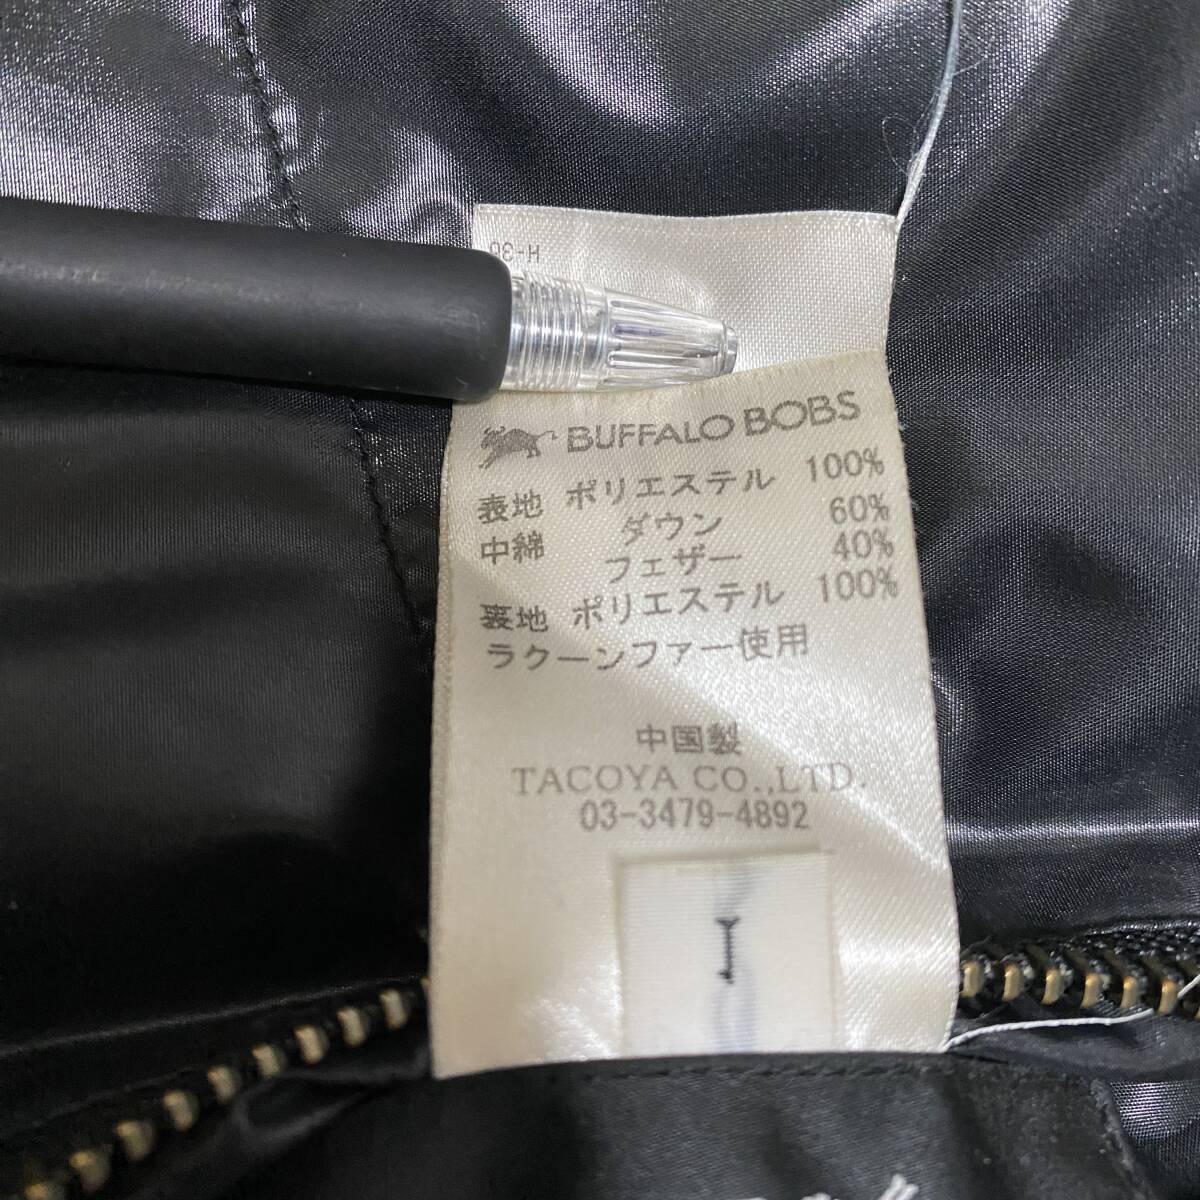 H-30
BUFFALO BOBS
表地 ポリエステル 100%
中綿 ダウン 60%
フェザー 40%
裏地 ポリエステル 100%
ラクーンファー使用
中国製
TACOYA CO.,LTD.
03-3479-4892
1